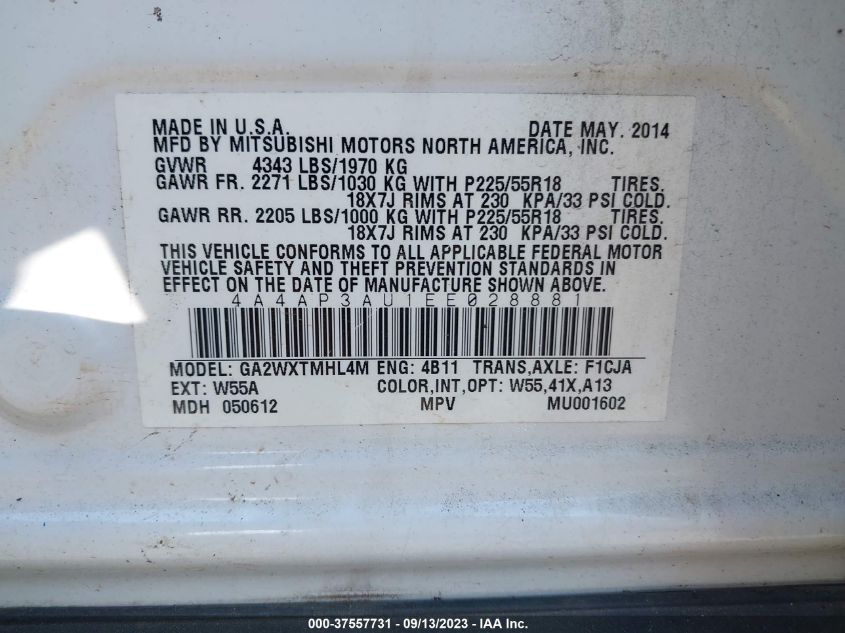 MADE IN U.S.A. DATE MAY. 2014
MFD BY MITSUBISHI MOTORS NORTH AMERICA, INC.
GVWR 4343 LBS/1970 KG
GAWR FR. 2271 LBS/1030 KG WITH P225/55R18 TIRES.
18X7J RIMS AT 230 KPA/33 PSI COLD.
GAWR RR. 2205 LBS/1000 KG WITH P225/55R18 TIRES.
18X7J RIMS AT 230 KPA/33 PSI COLD.
THIS VEHICLE CONFORMS TO ALL APPLICABLE FEDERAL MOTOR
VEHICLE SAFETY AND THEFT PREVENTION STANDARDS IN
EFFECT ON THE DATE OF MANUFACTURE SHOWN ABOVE.
4A4AP3AU1EE028881
MODEL: GA2WXTMHL4M ENG: 4B11 TRANS,AXLE: F1CJA
EXT: W55A COLOR,INT,OPT: W55,41X,A13
MDH 050612 MPV MU001602
000-37557731 - 09/13/2023 - IAA Inc.